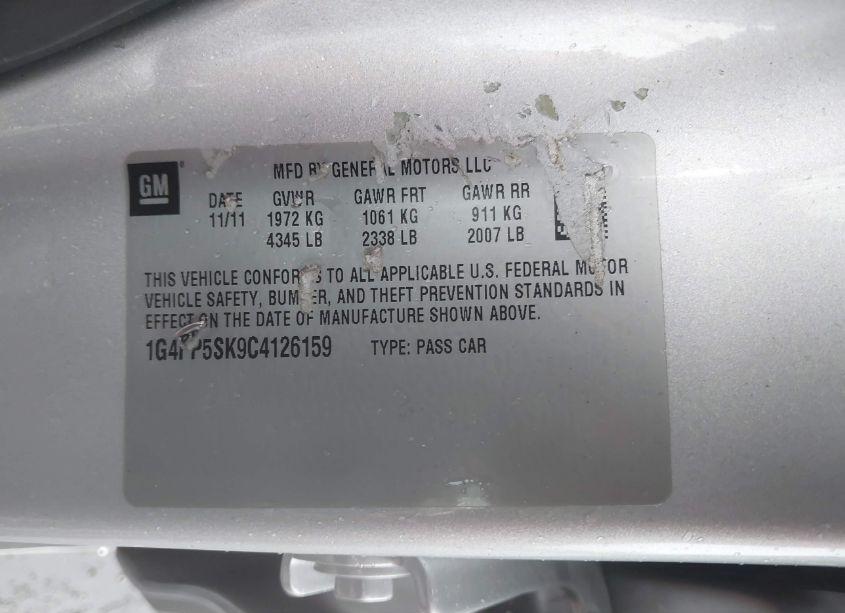 GM
MFD BY GENERAL MOTORS LLC
DATE GVWR GAWR FRT GAWR RR
11/11 1972 KG 1061 KG 911 KG
4345 LB 2338 LB 2007 LB
THIS VEHICLE CONFORMS TO ALL APPLICABLE U.S. FEDERAL MOTOR
VEHICLE SAFETY, BUMPER, AND THEFT PREVENTION STANDARDS IN
EFFECT ON THE DATE OF MANUFACTURE SHOWN ABOVE.
TYPE: PASS CAR